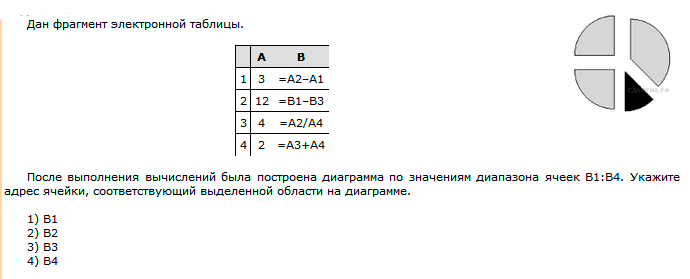 Дан фрагмент электронной таблицы.
A B
1 3 =A2–A1
2 12 =B1–B3
3 4 =A2/A4
4 2 =A3+A4
СДАМГИА.РФ
После выполнения вычислений была построена диаграмма по значениям диапазона ячеек B1:B4. Укажите
адрес ячейки, соответствующий выделенной области на диаграмме.
1) B1
2) B2
3) B3
4) B4